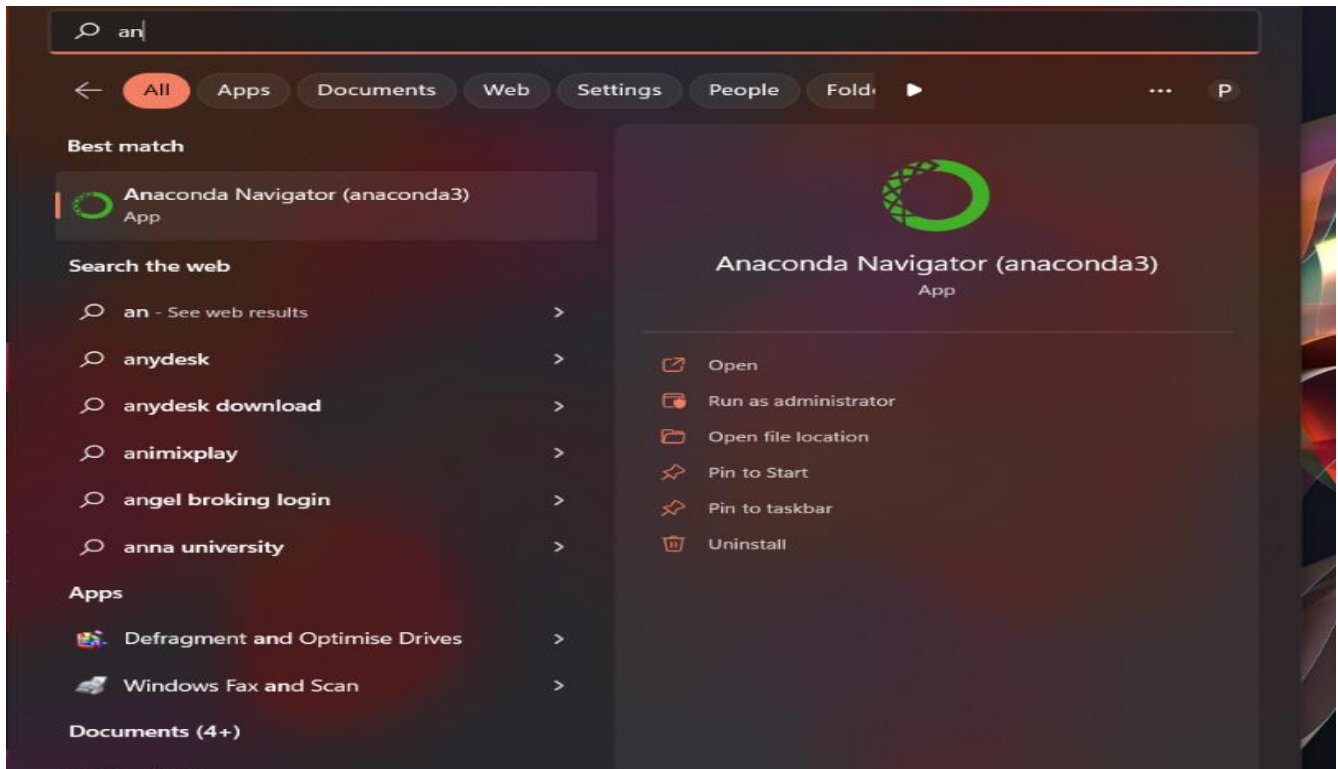 an
All Apps Documents Web Settings People Fold P
Best match
Anaconda Navigator (anaconda3)
App
Search the web
an - See web results
anydesk
anydesk download
animixplay
angel broking login
anna university
Apps
Defragment and Optimise Drives
Windows Fax and Scan
Documents (4+)
Anaconda Navigator (anaconda3)
App
Open
Run as administrator
Open file location
Pin to Start
Pin to taskbar
Uninstall